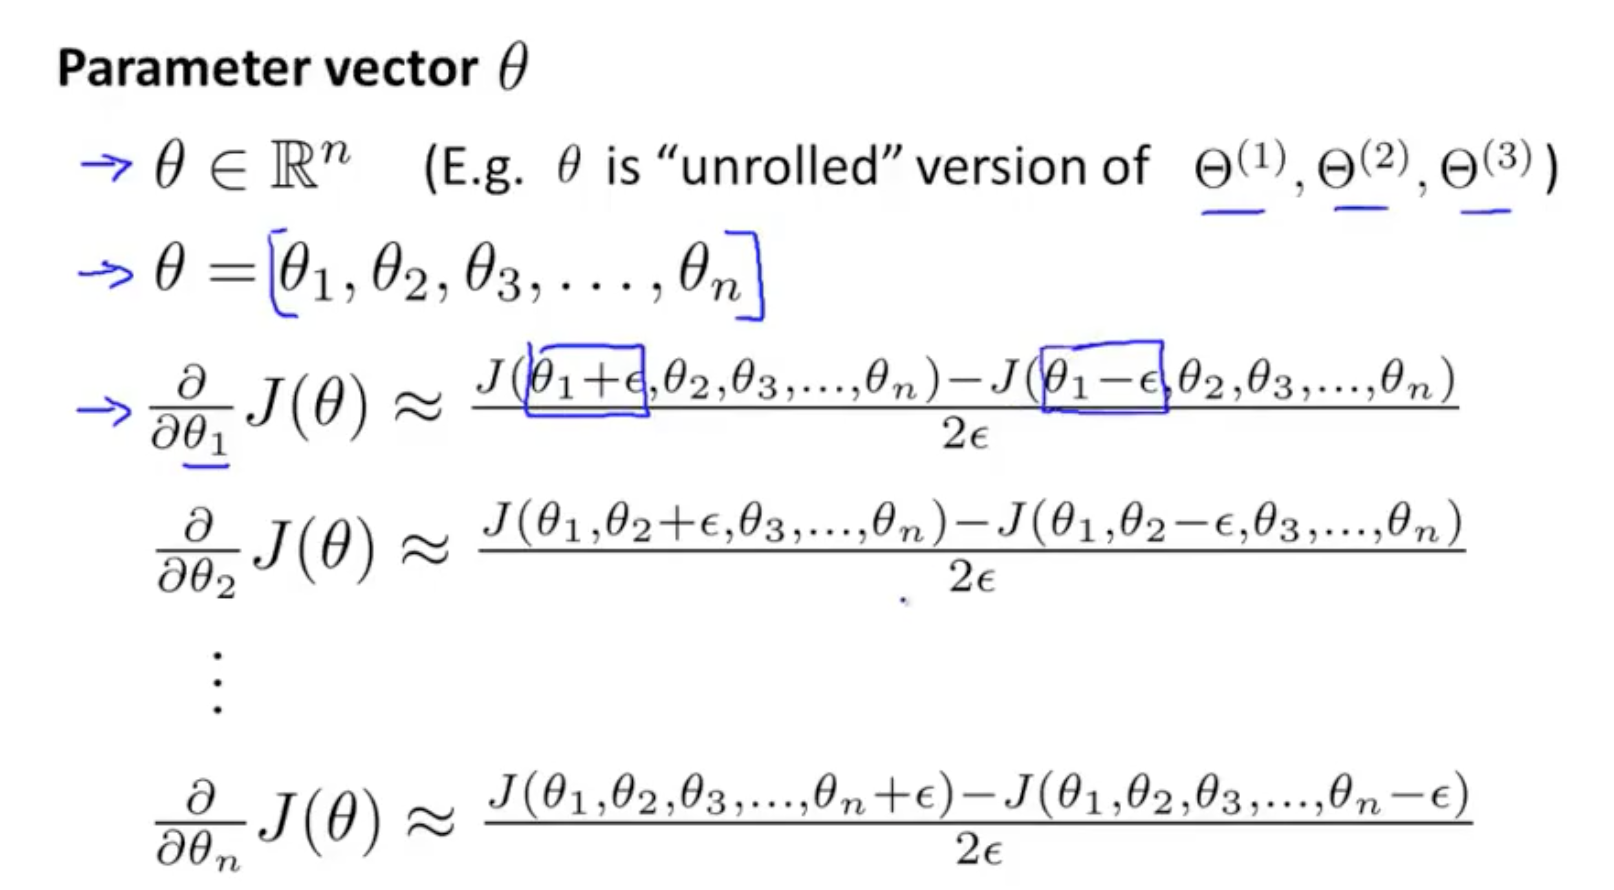 Parameter vector θ
→ θ ∈ ℝⁿ (E.g. θ is “unrolled” version of Θ⁽¹⁾, Θ⁽²⁾, Θ⁽³⁾)
→ θ = [θ₁, θ₂, θ₃, . . . , θₙ]
→ ∂/∂θ₁ J(θ) ≈ (J(θ₁+ϵ,θ₂,θ₃,...,θₙ)−J(θ₁−ϵ,θ₂,θ₃,...,θₙ))/2ϵ
∂/∂θ₂ J(θ) ≈ (J(θ₁,θ₂+ϵ,θ₃,...,θₙ)−J(θ₁,θ₂−ϵ,θ₃,...,θₙ))/2ϵ
⋮
∂/∂θₙ J(θ) ≈ (J(θ₁,θ₂,θ₃,...,θₙ+ϵ)−J(θ₁,θ₂,θ₃,...,θₙ−ϵ))/2ϵ